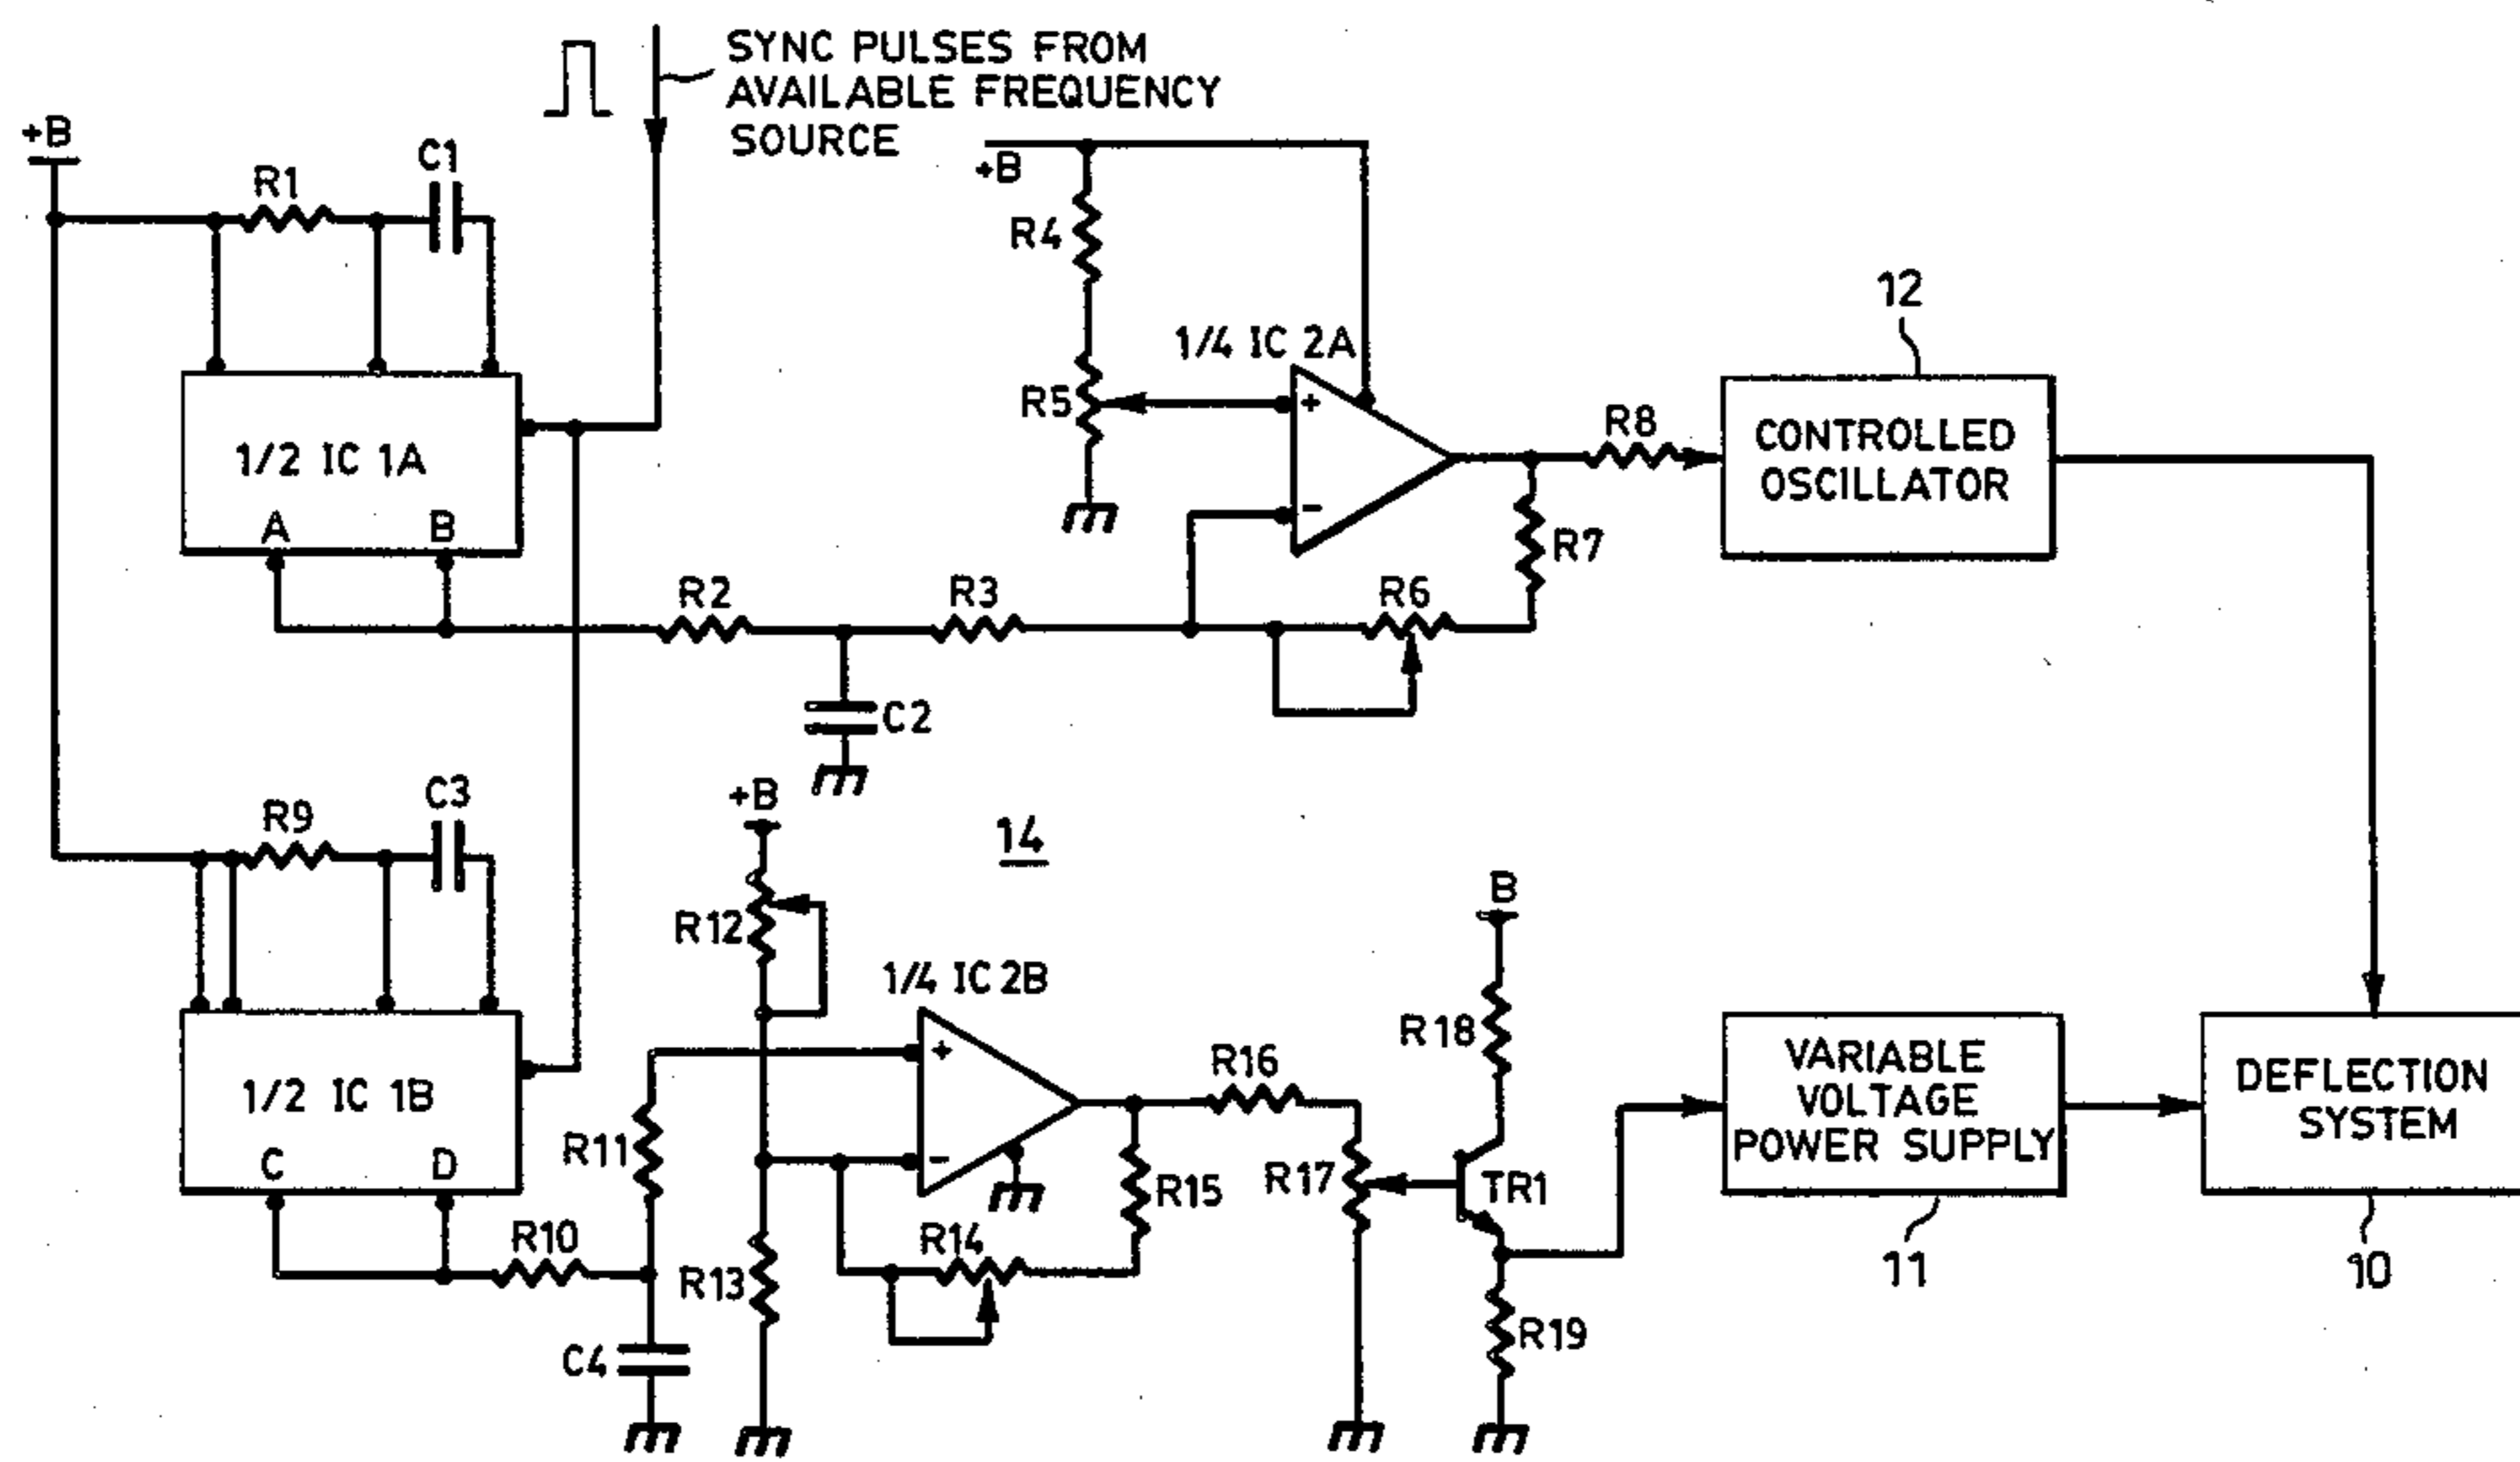 SYNC PULSES FROM
AVAILABLE FREQUENCY
SOURCE
+B
R1
C1
+B
R4
12
1/4 IC 2A
R5
+
-
R8
CONTROLLED
OSCILLATOR
1/2 IC 1A
A
B
R7
R2
R3
R6
C2
+B
14
R9
C3
B
R12
1/4 IC 2B
R18
+
R16
VARIABLE
VOLTAGE
POWER SUPPLY
DEFLECTION
SYSTEM
1/2 IC 1B
C
D
R11
-
R17
TR1
R15
R10
R14
R13
11
10
C4
R19